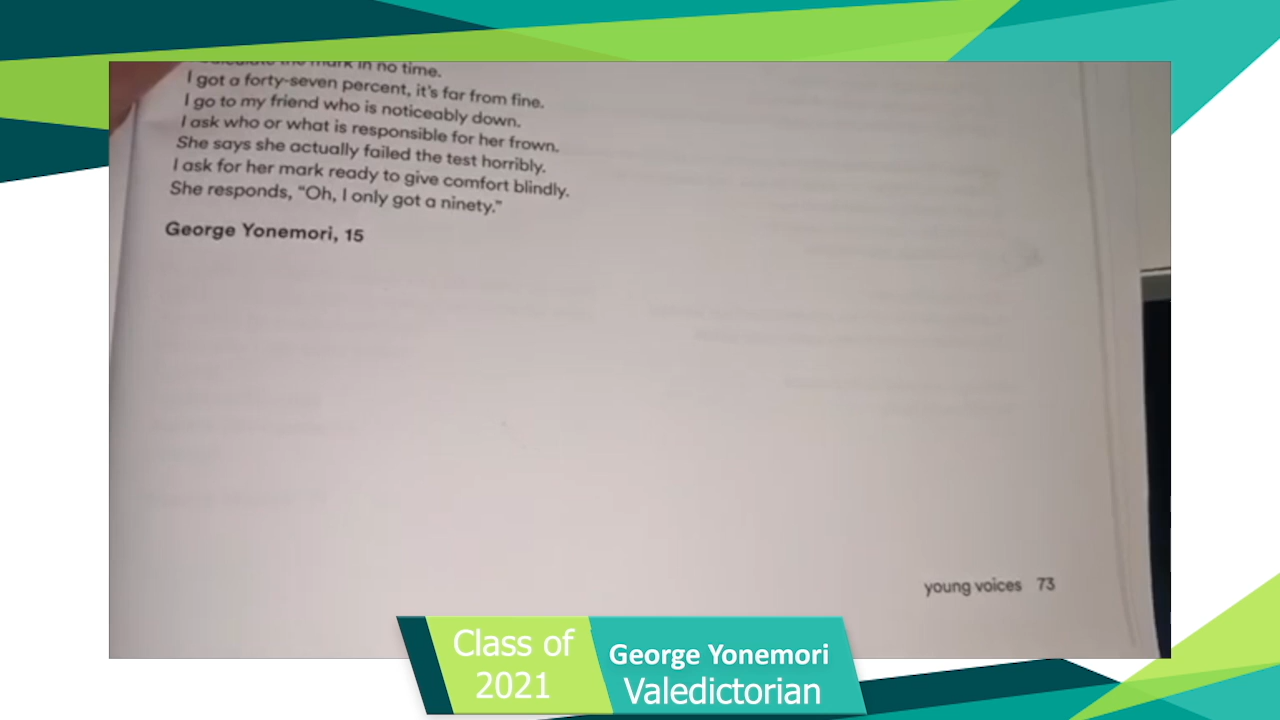 the mark in no time.
I got a forty-seven percent, it's far from fine.
I go to my friend who is noticeably down.
I ask who or what is responsible for her frown.
She says she actually failed the test horribly.
I ask for her mark ready to give comfort blindly.
She responds, “Oh, I only got a ninety.”
George Yonemori, 15
young voices 73
Class of
2021
George Yonemori
Valedictorian